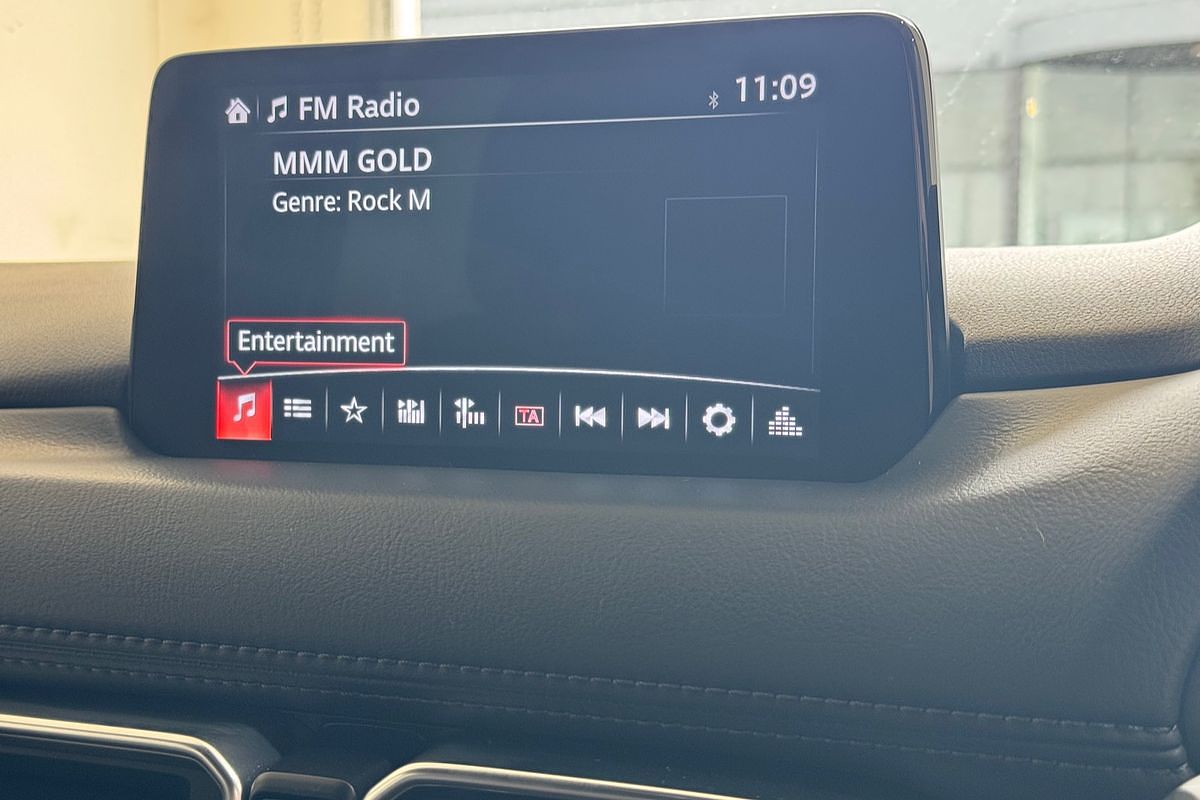 FM Radio
11:09
MMM GOLD
Genre: Rock M
Entertainment
TA